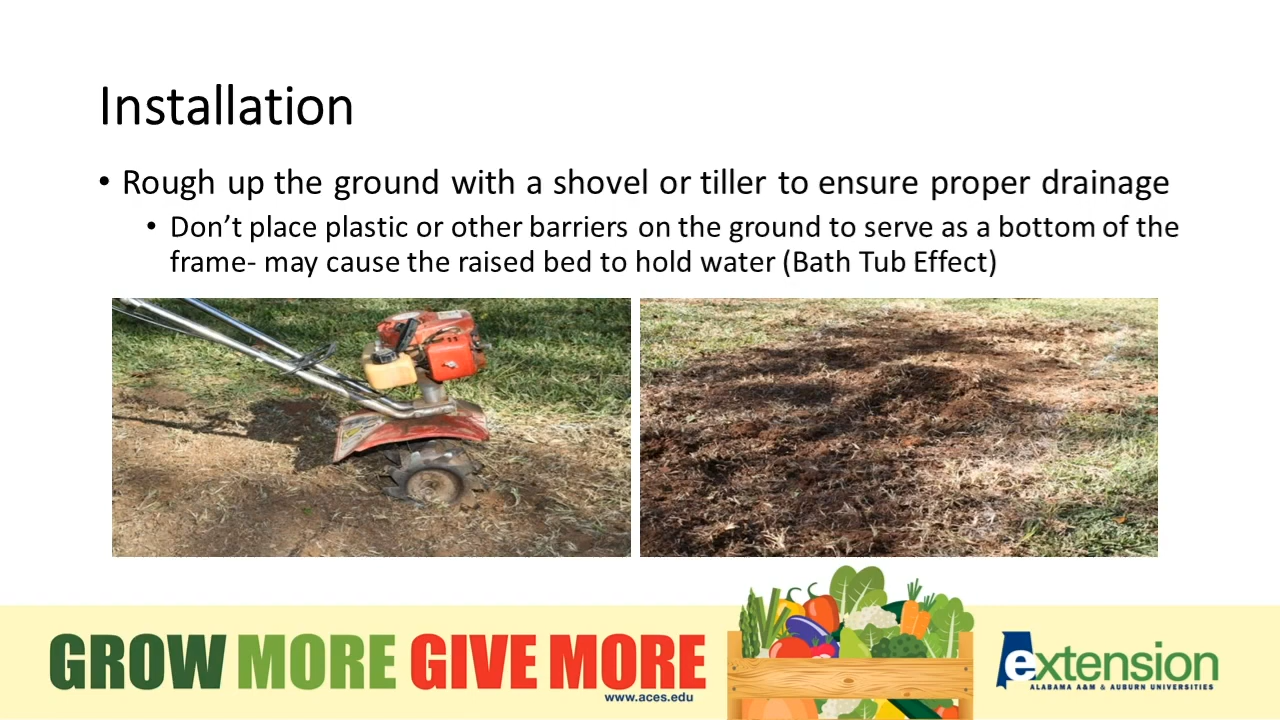 Installation
• Rough up the ground with a shovel or tiller to ensure proper drainage
• Don’t place plastic or other barriers on the ground to serve as a bottom of the
frame- may cause the raised bed to hold water (Bath Tub Effect)
GROW MORE GIVE MORE
www.aces.edu
extension
ALABAMA A&M & AUBURN UNIVERSITIES